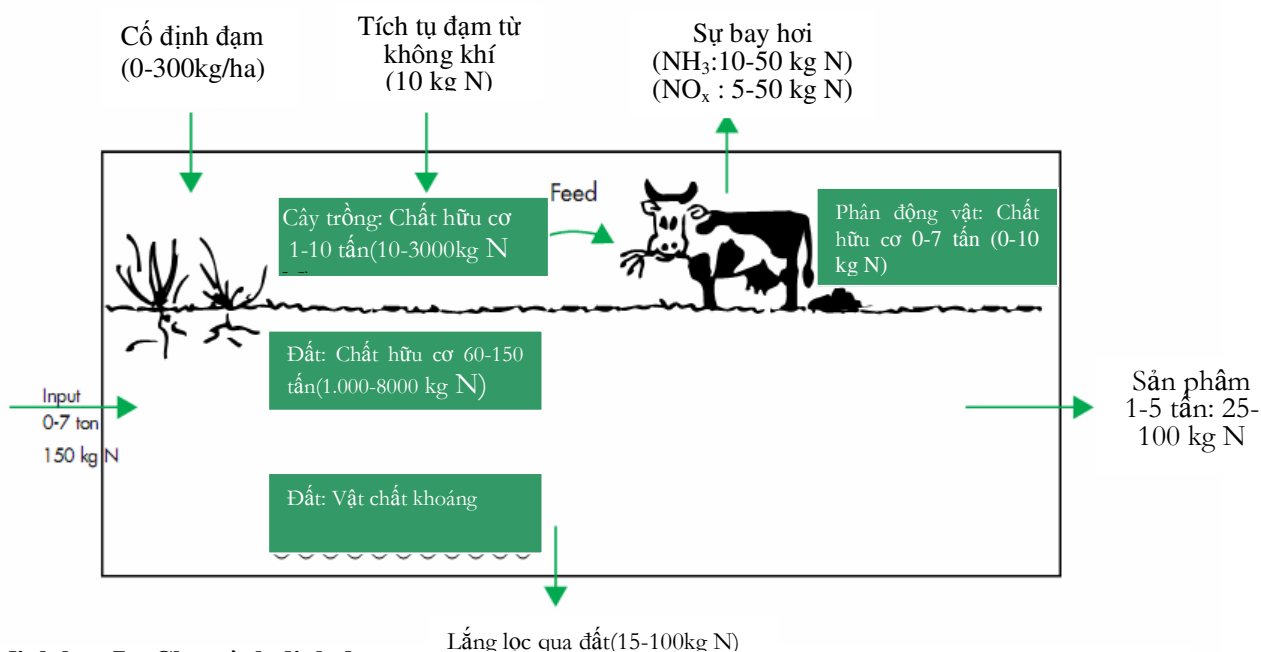 Cố định đạm
(0-300kg/ha)
Tích tụ đạm từ
không khí
(10 kg N)
Sự bay hơi
(NH₃:10-50 kg N)
(NOₓ : 5-50 kg N)
Cây trồng: Chất hữu cơ
1-10 tấn(10-3000kg N
Feed
Phân động vật: Chất
hữu cơ 0-7 tấn (0-10
kg N)
Đất: Chất hữu cơ 60-150
tấn(1.000-8000 kg N)
Input
0-7 ton
150 kg N
Sản phẩm
1-5 tấn: 25-
100 kg N
Đất: Vật chất khoáng
Lắng lọc qua đất(15-100kg N)